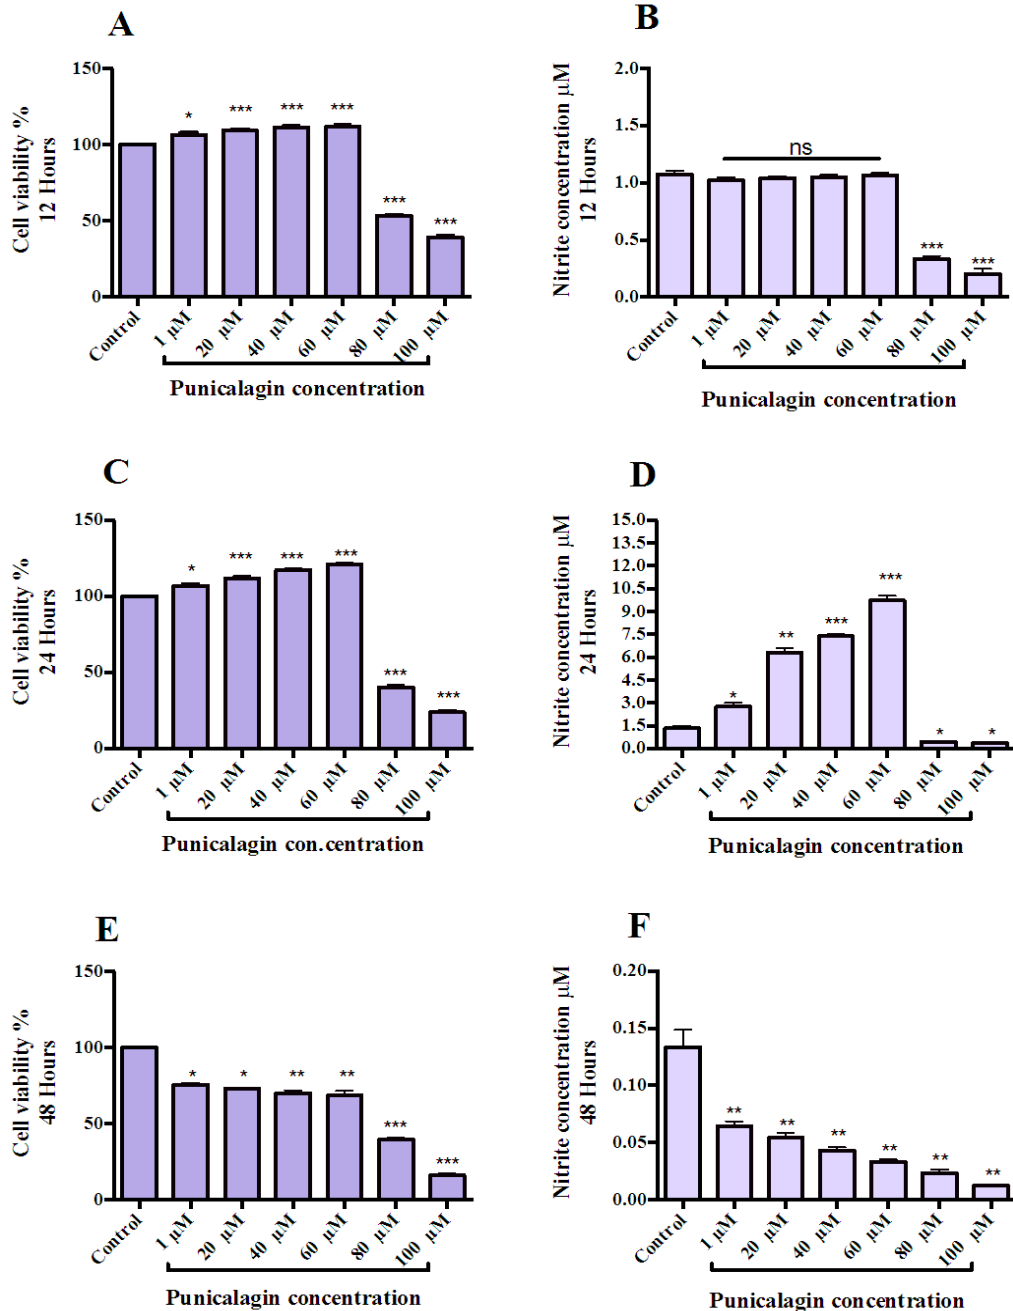 A
Cell viability %
12 Hours
150
100
50
0
*
***
***
***
***
***
Control
1 µM
20 µM
40 µM
60 µM
80 µM
100 µM
Punicalagin concentration
B
Nitrite concentration µM
12 Hours
2.0
1.5
1.0
0.5
0.0
ns
***
***
Control
1 µM
20 µM
40 µM
60 µM
80 µM
100 µM
Punicalagin concentration
C
Cell viability %
24 Hours
150
100
50
0
*
***
***
***
***
***
Control
1 µM
20 µM
40 µM
60 µM
80 µM
100 µM
Punicalagin con.centration
D
Nitrite concentration µM
24 Hours
15.0
13.5
12.0
10.5
9.0
7.5
6.0
4.5
3.0
1.5
0.0
*
**
***
***
*
*
Control
1 µM
20 µM
40 µM
60 µM
80 µM
100 µM
Punicalagin concentration
E
Cell viability %
48 Hours
150
100
50
0
*
*
**
**
***
***
Control
1 µM
20 µM
40 µM
60 µM
80 µM
100 µM
Punicalagin concentration
F
Nitrite concentration µM
48 Hours
0.20
0.15
0.10
0.05
0.00
**
**
**
**
**
**
Control
1 µM
20 µM
40 µM
60 µM
80 µM
100 µM
Punicalagin concentration